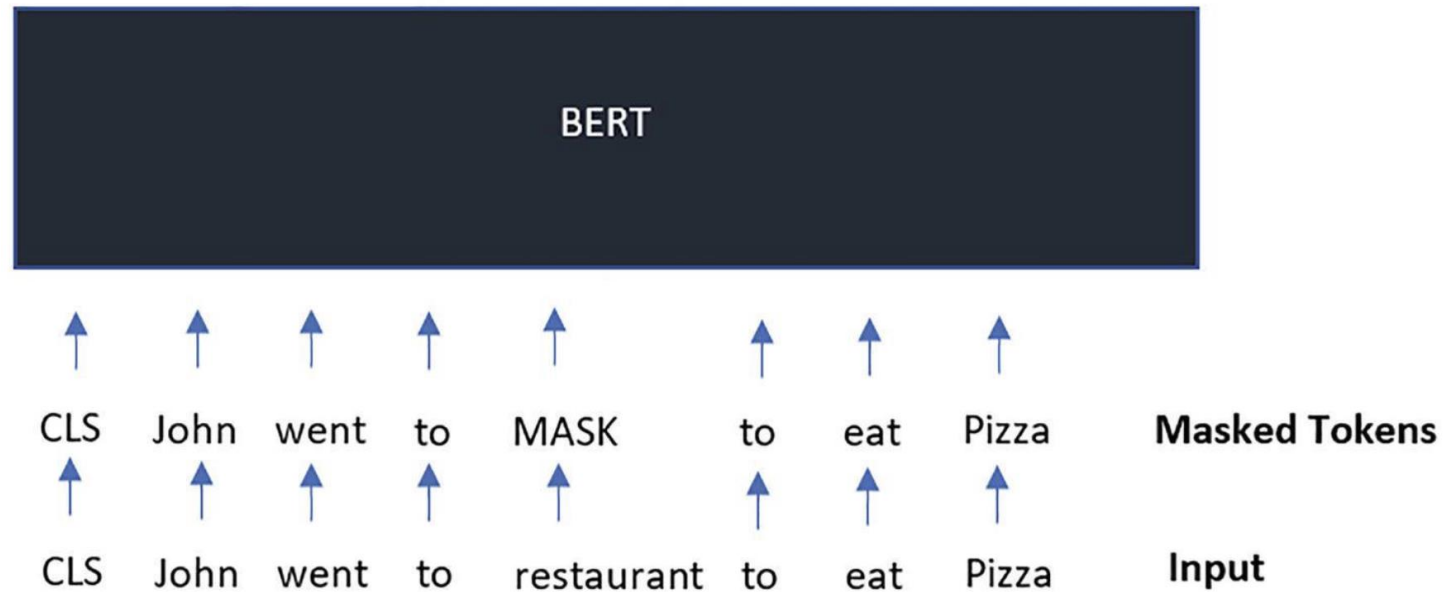 BERT
CLS John went to MASK to eat Pizza Masked Tokens
CLS John went to restaurant to eat Pizza Input